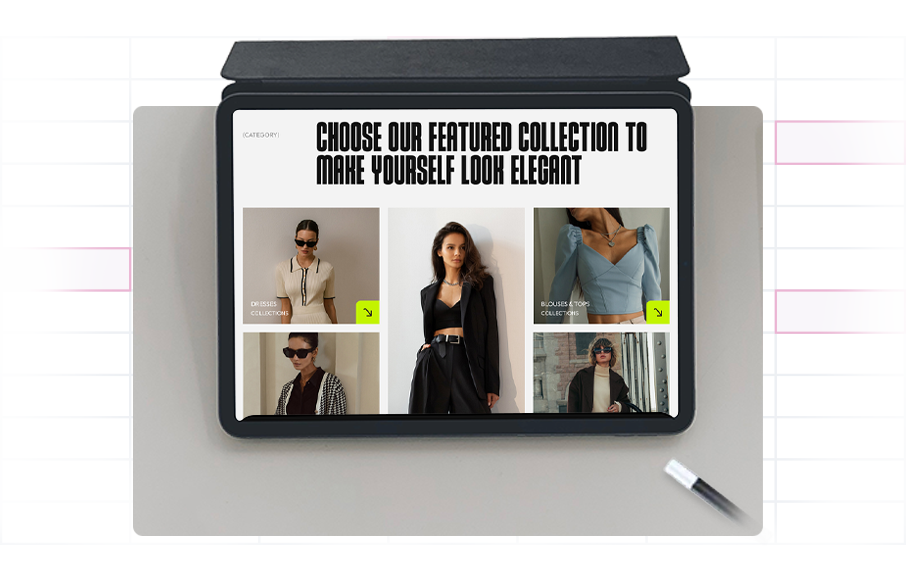 (CATEGORY)
CHOOSE OUR FEATURED COLLECTION TO
MAKE YOURSELF LOOK ELEGANT
DRESSES
COLLECTIONS
BLOUSES & TOPS
COLLECTIONS